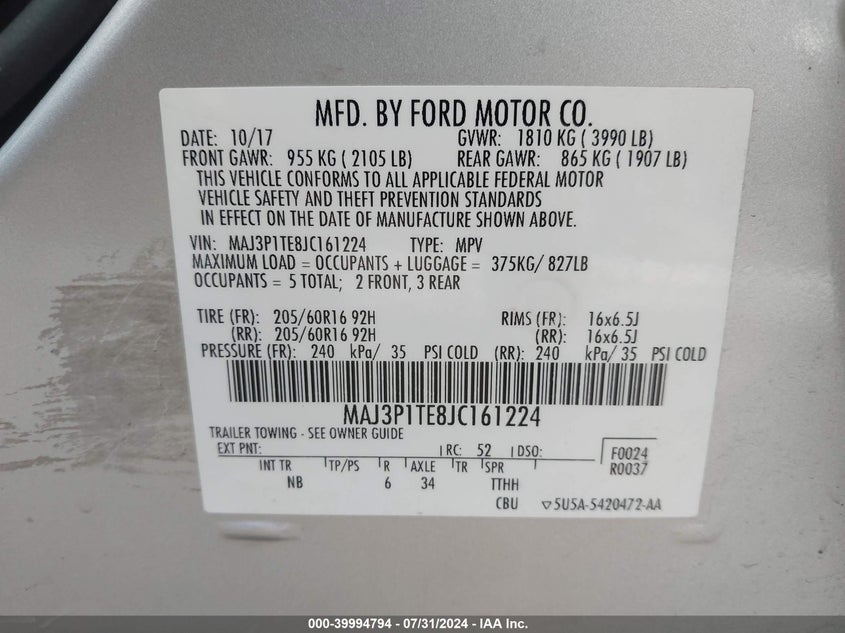 MFD. BY FORD MOTOR CO.
DATE: 10/17 GVWR: 1810 KG ( 3990 LB)
FRONT GAWR: 955 KG ( 2105 LB) REAR GAWR: 865 KG ( 1907 LB)
THIS VEHICLE CONFORMS TO ALL APPLICABLE FEDERAL MOTOR
VEHICLE SAFETY AND THEFT PREVENTION STANDARDS
IN EFFECT ON THE DATE OF MANUFACTURE SHOWN ABOVE.
VIN: MAJ3P1TE8JC161224 TYPE: MPV
MAXIMUM LOAD = OCCUPANTS + LUGGAGE = 375KG/ 827LB
OCCUPANTS = 5 TOTAL; 2 FRONT, 3 REAR
TIRE (FR): 205/60R16 92H RIMS (FR): 16x6.5J
(RR): 205/60R16 92H (RR): 16x6.5J
PRESSURE (FR): 240 kPa/ 35 PSI COLD (RR): 240 kPa/ 35 PSI COLD
MAJ3P1TE8JC161224
TRAILER TOWING - SEE OWNER GUIDE
EXT PNT: RC: 52 DSO: F0024
R0037
INT TR TP/PS R AXLE TR SPR
NB 6 34 TTHH
CBU ▽5U5A-5420472-AA
000-39994794 / 07/31/2024 - IAA Inc.